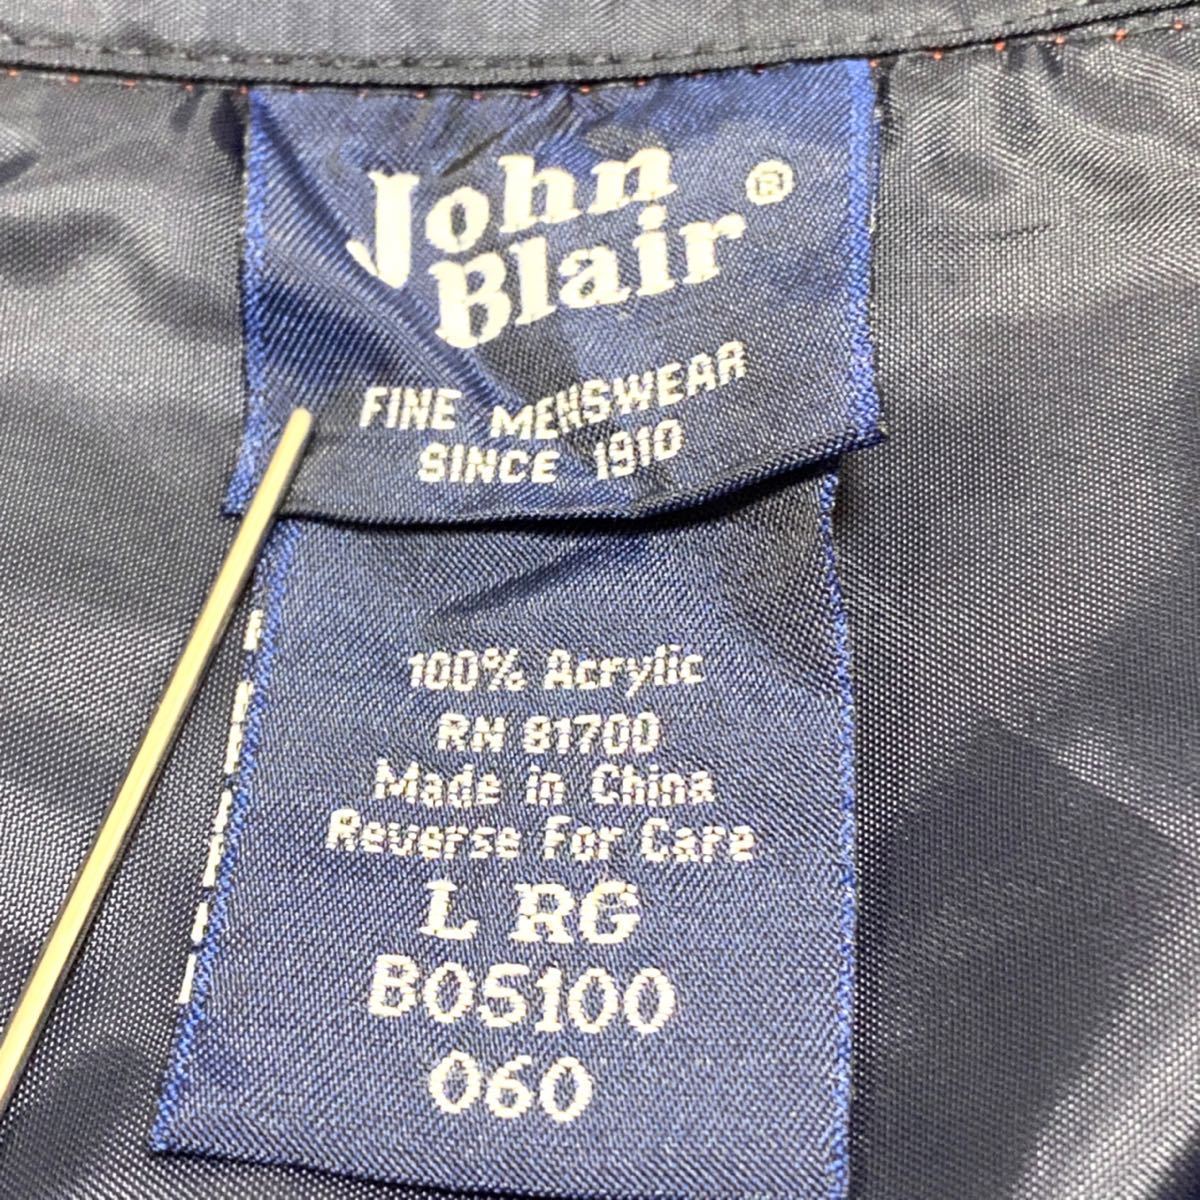 John
Blair®
FINE MENSWEAR
SINCE 1910
100% Acrylic
RN 81700
Made in China
Reverse For Care
L RG
B05100
060